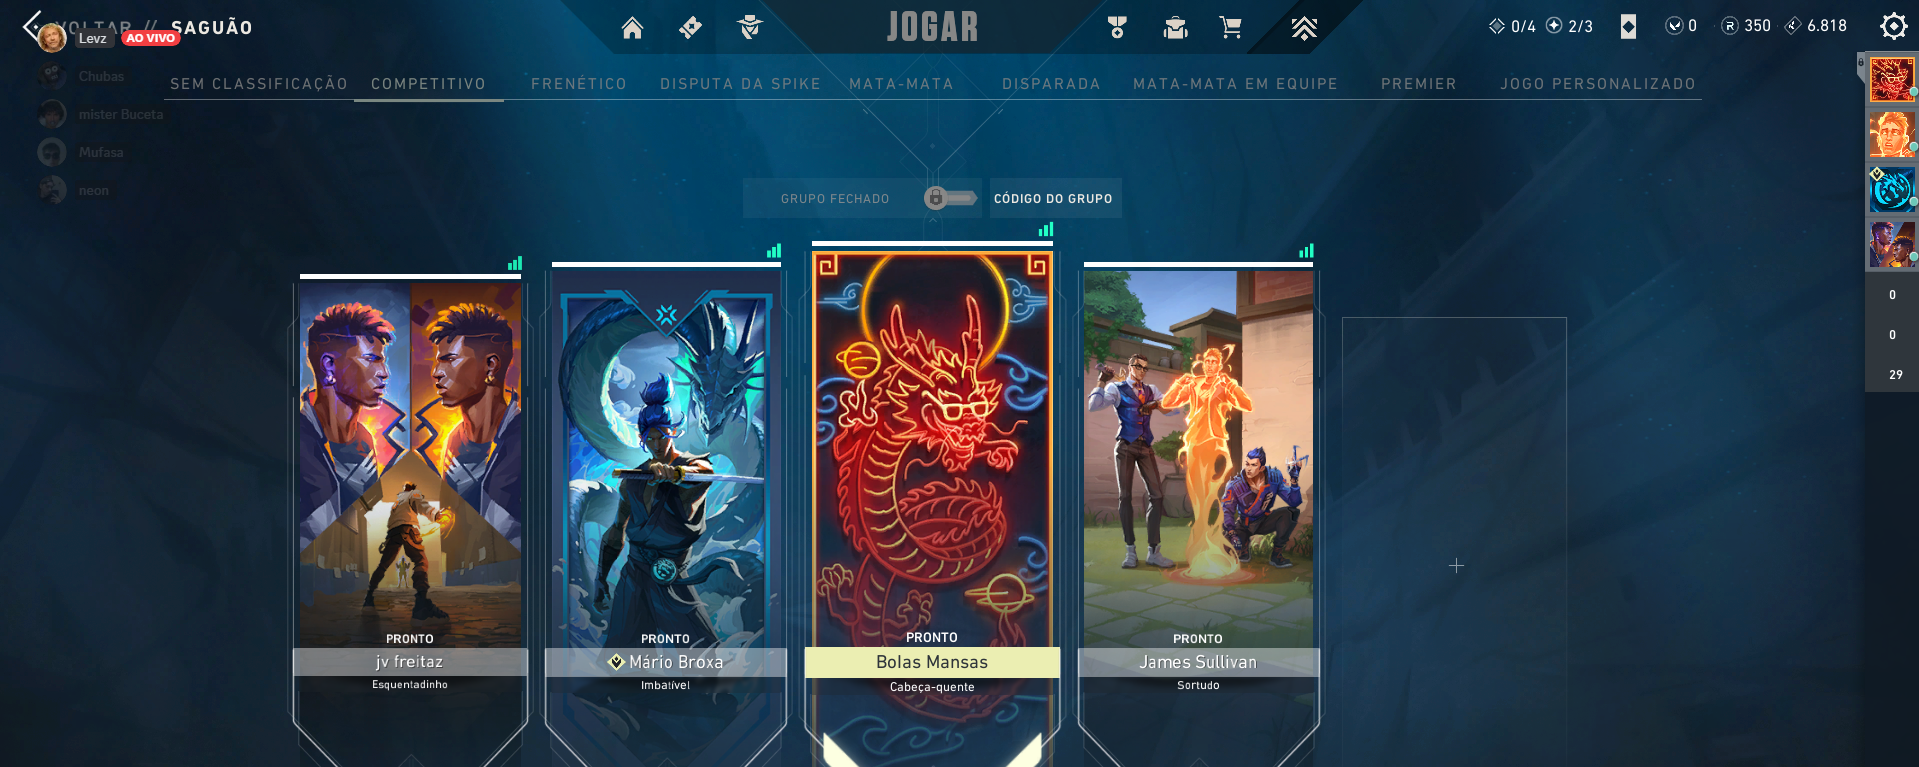 VOLTAR // SAGUÃO
JOGAR
0/4 2/3 0 350 6.818
Levz AO VIVO
Chubas
mister Buceta
Mufasa
neon
SEM CLASSIFICAÇÃO COMPETITIVO FRENÉTICO DISPUTA DA SPIKE MATA-MATA DISPARADA MATA-MATA EM EQUIPE PREMIER JOGO PERSONALIZADO
GRUPO FECHADO CÓDIGO DO GRUPO
0
0
29
PRONTO
jv freitaz
Esquentadinho
PRONTO
Mário Broxa
Imbatível
PRONTO
Bolas Mansas
Cabeça-quente
PRONTO
James Sullivan
Sortudo